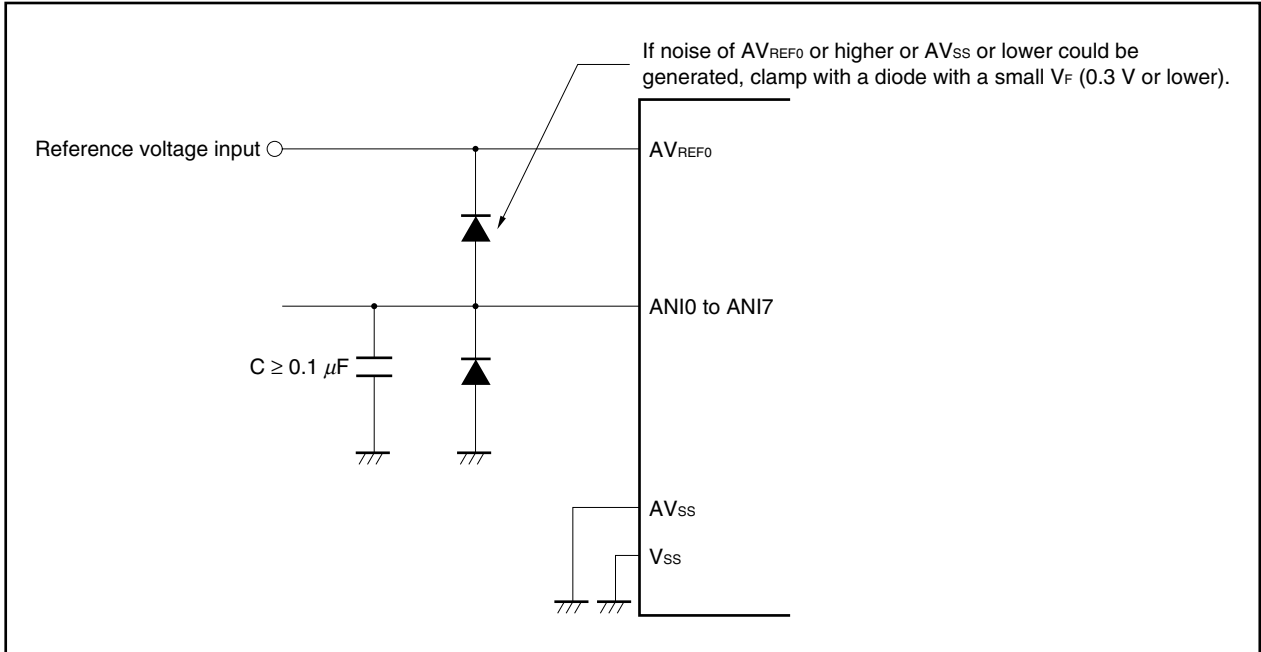 If noise of AVREF0 or higher or AVSS or lower could be
generated, clamp with a diode with a small VF (0.3 V or lower).
Reference voltage input
AVREF0
ANI0 to ANI7
C ≥ 0.1 μF
AVSS
VSS